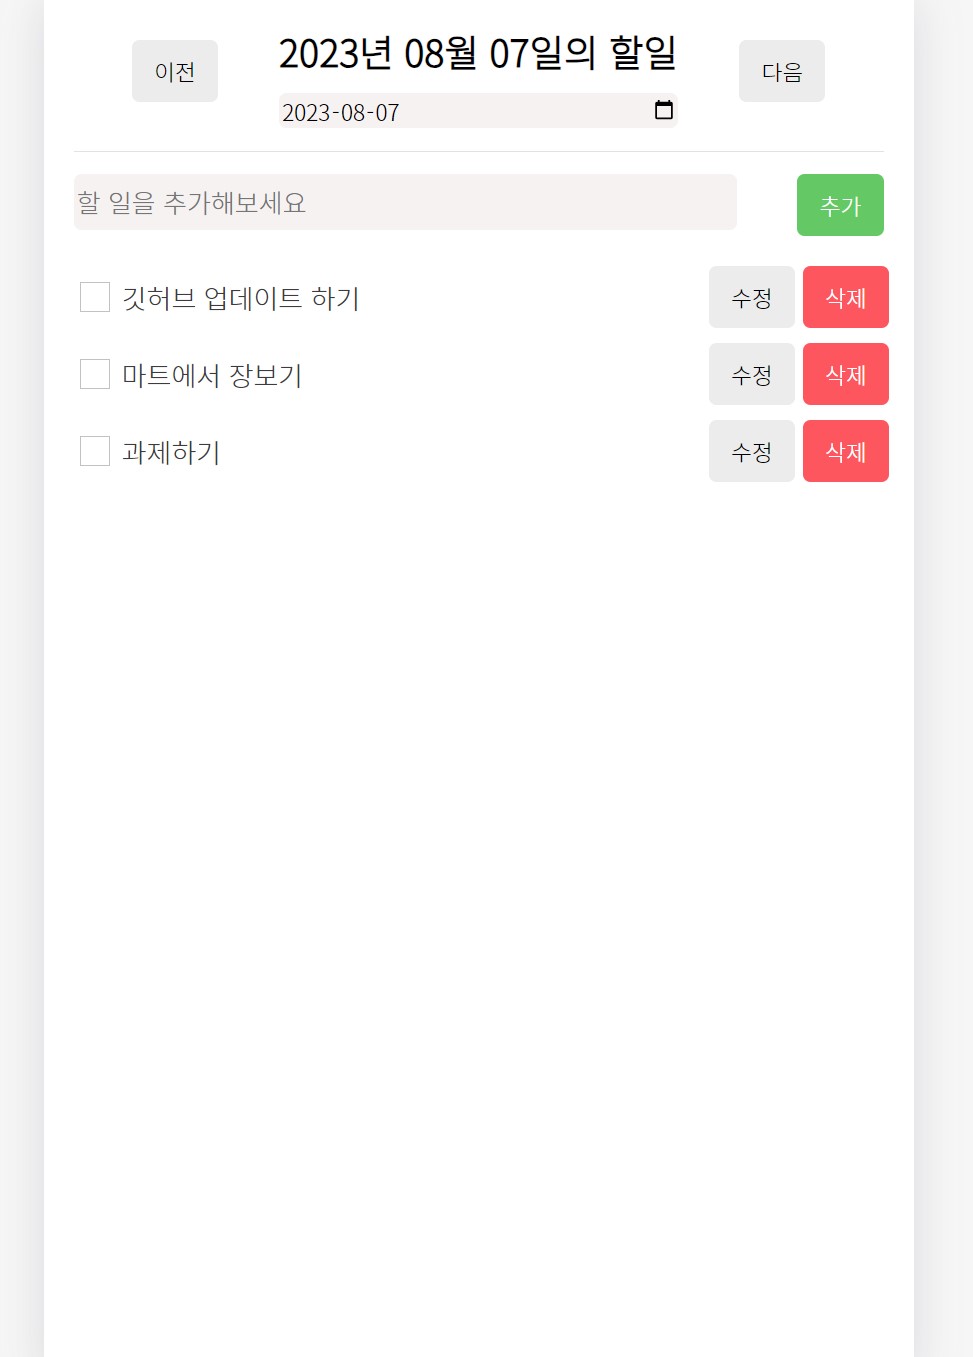 이전
2023년 08월 07일의 할일
다음
2023-08-07
할 일을 추가해보세요
추가
깃허브 업데이트 하기
수정
삭제
마트에서 장보기
수정
삭제
과제하기
수정
삭제